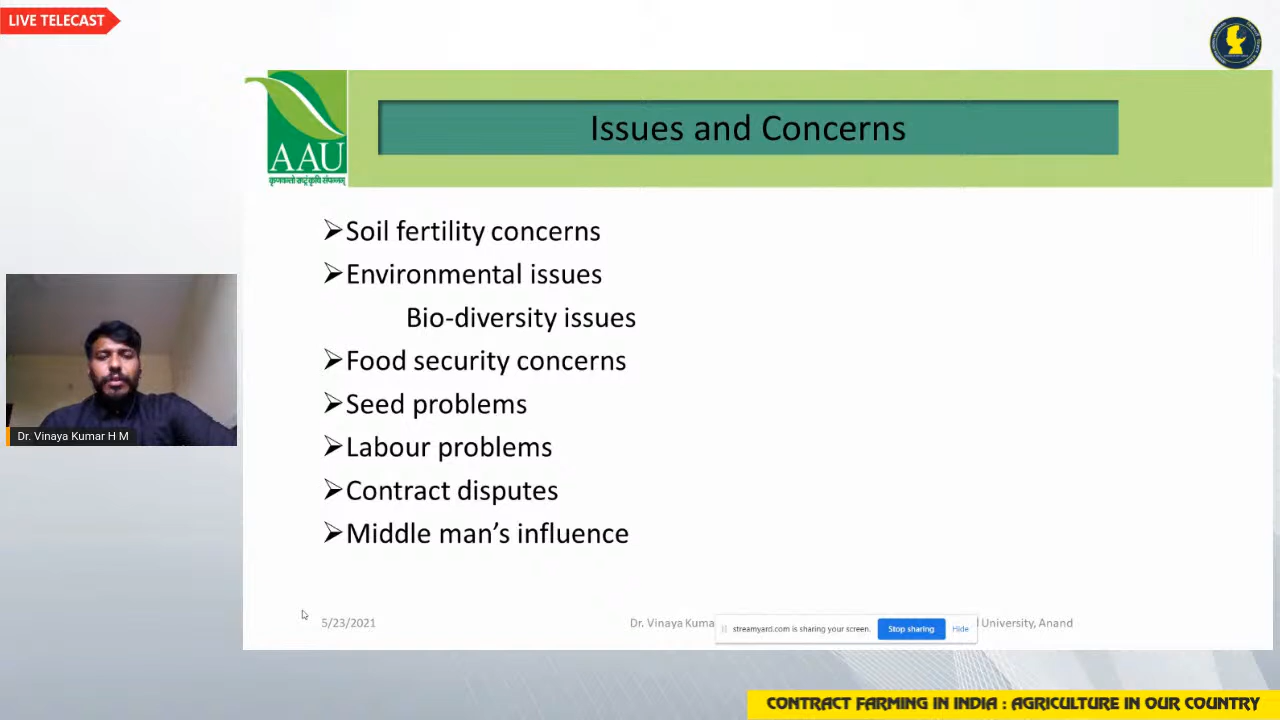 LIVE TELECAST
Issues and Concerns
AAU
➢Soil fertility concerns
➢Environmental issues
Bio-diversity issues
➢Food security concerns
➢Seed problems
➢Labour problems
➢Contract disputes
➢Middle man’s influence
Dr. Vinaya Kumar H M
5/23/2021
Dr. Vinaya Kuma
streamyard.com is sharing your screen.
Stop sharing
Hide
University, Anand
CONTRACT FARMING IN INDIA : AGRICULTURE IN OUR COUNTRY